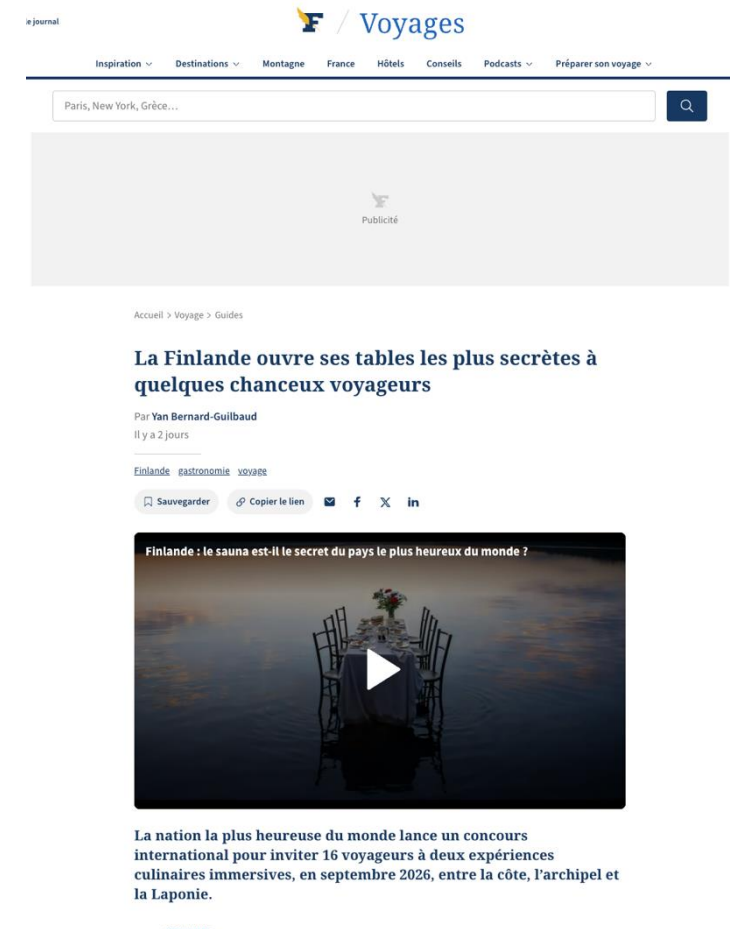 le journal
F / Voyages
Inspiration
Destinations
Montagne
France
Hôtels
Conseils
Podcasts
Préparer son voyage
Paris, New York, Grèce…
Publicité
Accueil > Voyage > Guides
La Finlande ouvre ses tables les plus secrètes à
quelques chanceux voyageurs
Par Yan Bernard-Guilbaud
Il y a 2 jours
Finlande gastronomie voyage
Sauvegarder
Copier le lien
Finlande : le sauna est-il le secret du pays le plus heureux du monde ?
La nation la plus heureuse du monde lance un concours
international pour inviter 16 voyageurs à deux expériences
culinaires immersives, en septembre 2026, entre la côte, l’archipel et
la Laponie.